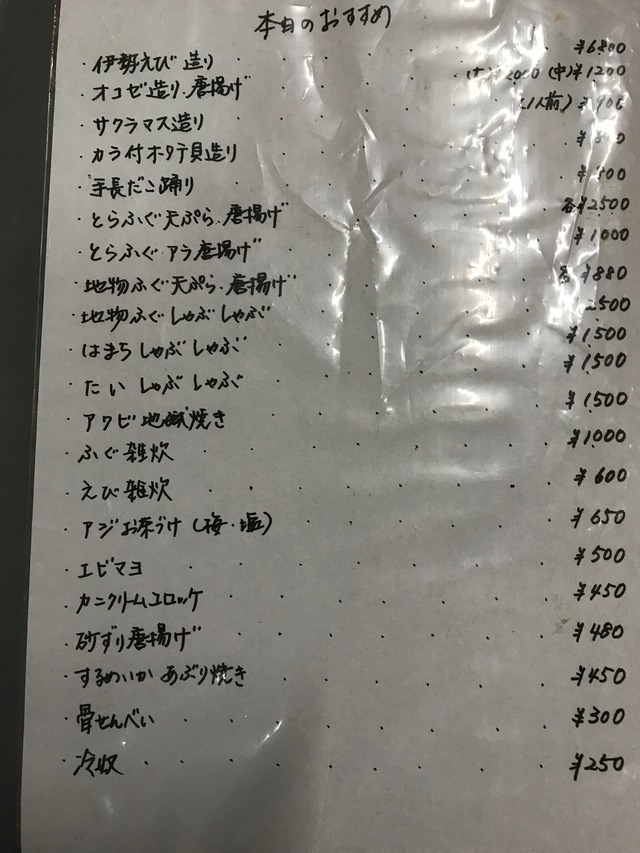 本日のおすすめ
・伊勢えび造り ¥6800
・オコゼ造り・唐揚げ 2000 (中)¥1200
・サクラマス造り (1人前)
・カラ付ホタテ貝造り
・手長だこ踊り
・とらふぐ天ぷら・唐揚げ 各¥2500
・とらふぐアラ唐揚げ ¥1000
・地物ふぐ天ぷら・唐揚げ 各¥880
・地物ふぐしゃぶしゃぶ 2500
・はまちしゃぶしゃぶ ¥1,500
・たいしゃぶしゃぶ ¥1,500
・アワビ地獄焼き ¥1500
・ふぐ雑炊 ¥1000
・えび雑炊 ¥600
・アジお茶づけ(梅・塩) ¥650
・エビマヨ ¥500
・カニクリームコロッケ ¥450
・砂ずり唐揚げ ¥480
・するめいかあぶり焼き ¥450
・骨せんべい ¥300
・冷奴 ¥250